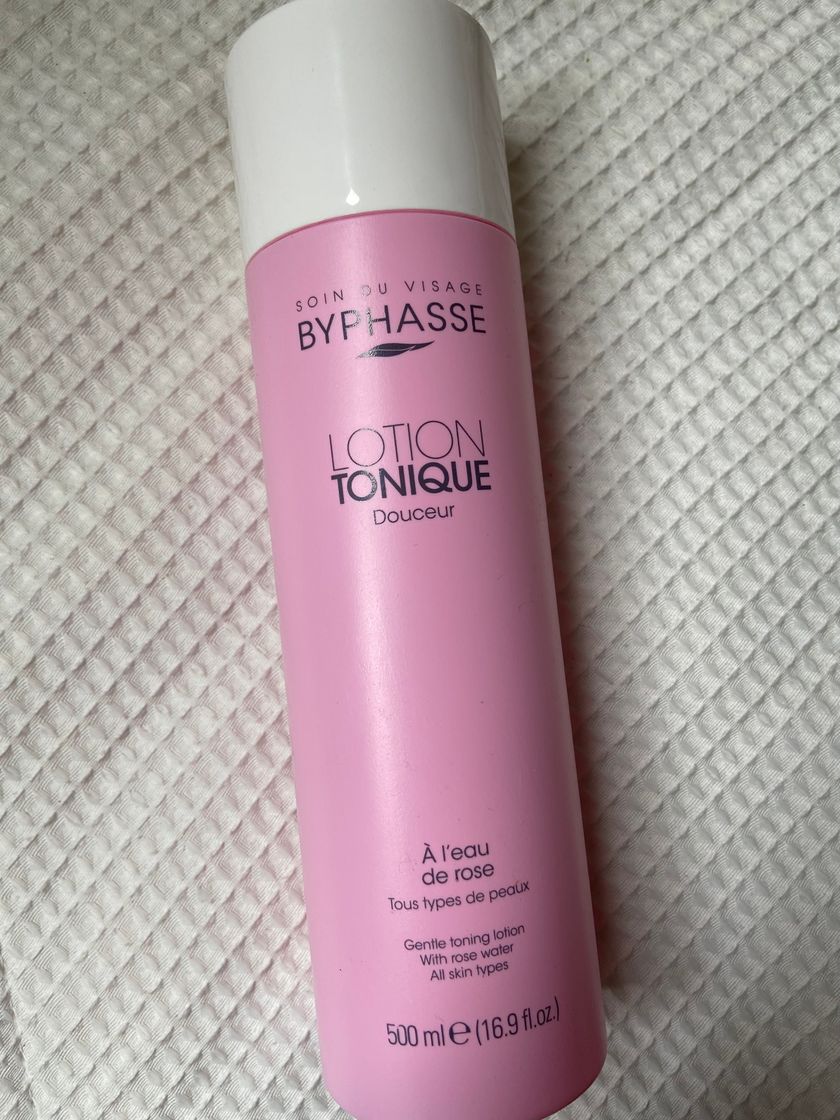 SOIN DU VISAGE
BYPHASSE
LOTION
TONIQUE
Douceur
À l'eau
de rose
Tous types de peaux
Gentle toning lotion
With rose water
All skin types
500 ml e (16.9 fl.oz.)